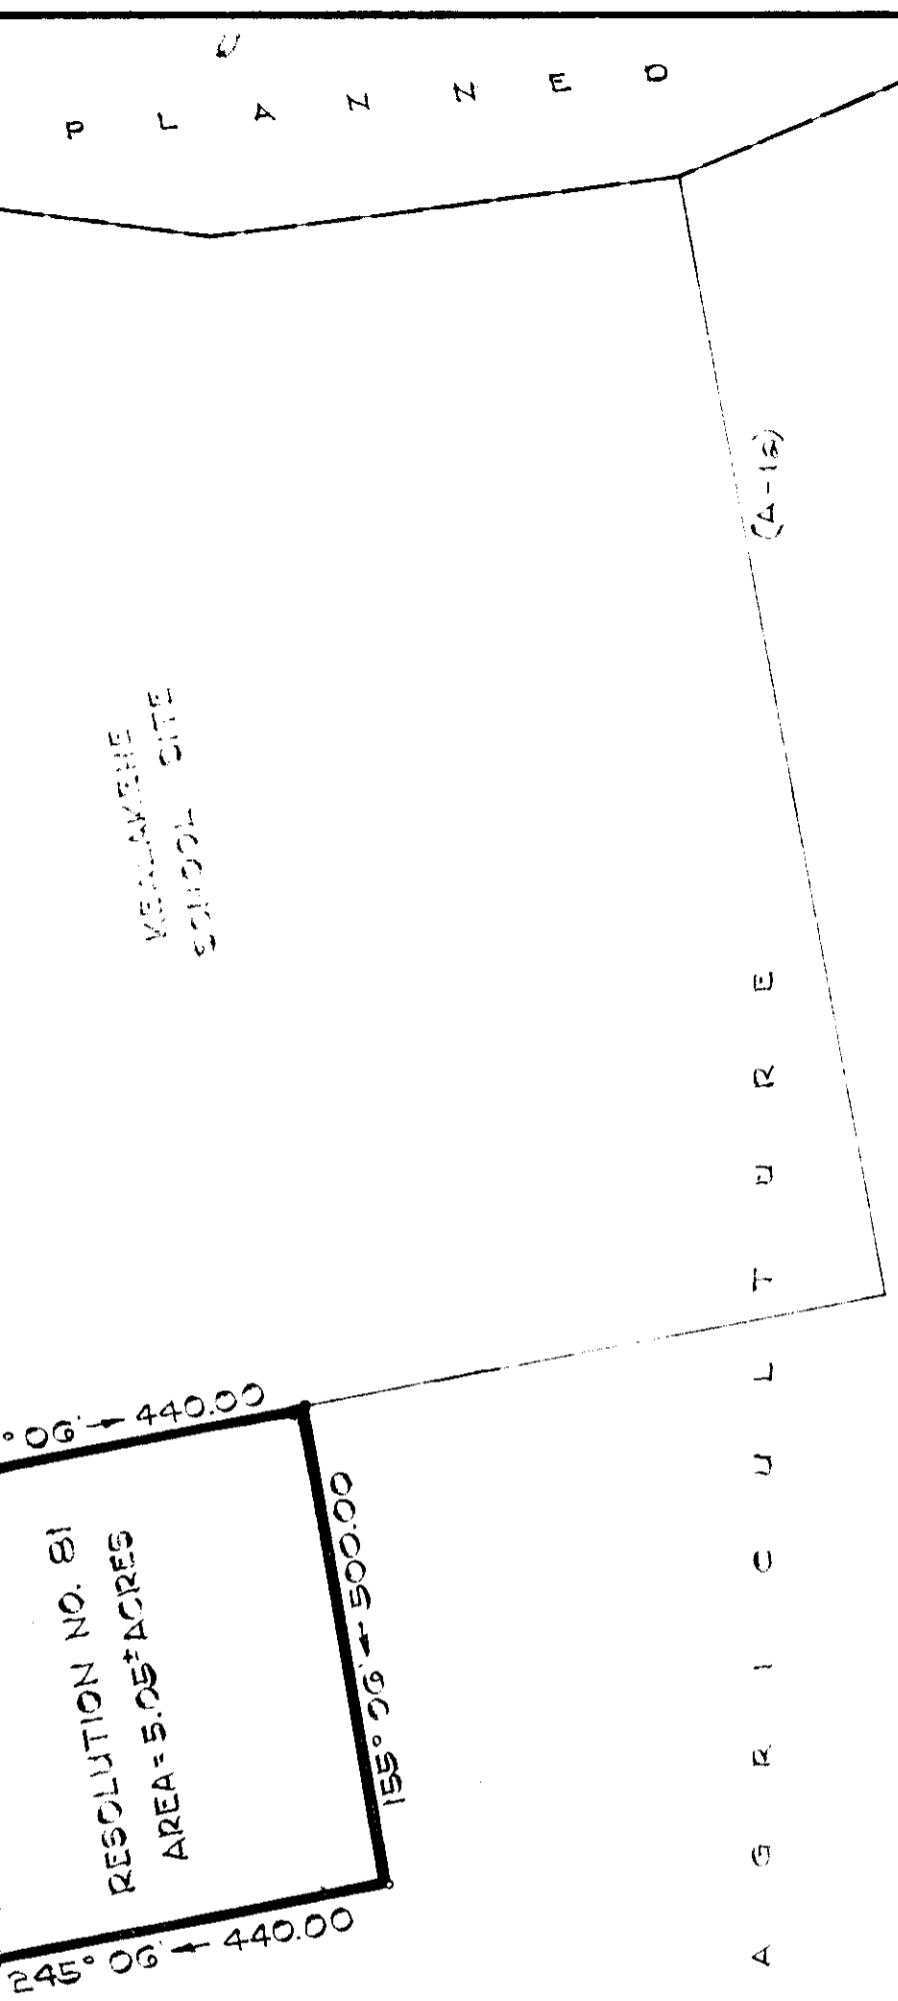 P L A N N E D
(A-1a)
KEALAKEHE
SCHOOL SITE
A G R I C U L T U R E
° 06' → 440.00
155° 06' ← 500.00
RESOLUTION NO. 81
AREA = 5.05± ACRES
245° 06' ← 440.00